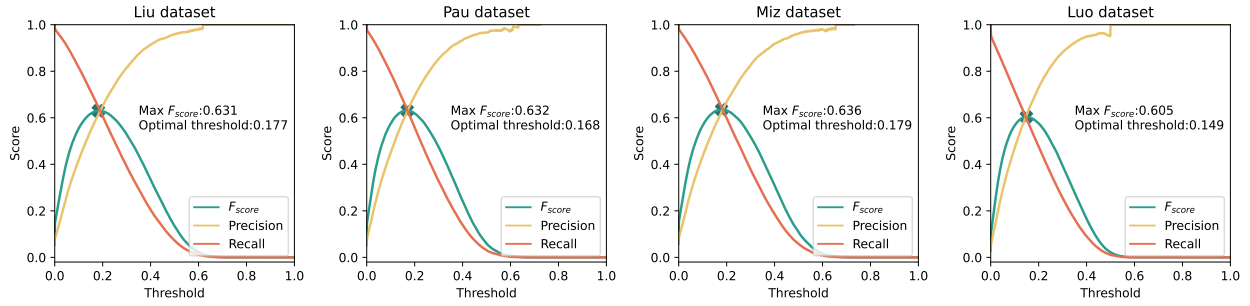 Liu dataset
1.0
0.8
0.6
0.4
0.2
0.0
Score
Max F_score:0.631
Optimal threshold:0.177
F_score
Precision
Recall
0.0 0.2 0.4 0.6 0.8 1.0
Threshold
Pau dataset
1.0
0.8
0.6
0.4
0.2
0.0
Score
Max F_score:0.632
Optimal threshold:0.168
F_score
Precision
Recall
0.0 0.2 0.4 0.6 0.8 1.0
Threshold
Miz dataset
1.0
0.8
0.6
0.4
0.2
0.0
Score
Max F_score:0.636
Optimal threshold:0.179
F_score
Precision
Recall
0.0 0.2 0.4 0.6 0.8 1.0
Threshold
Luo dataset
1.0
0.8
0.6
0.4
0.2
0.0
Score
Max F_score:0.605
Optimal threshold:0.149
F_score
Precision
Recall
0.0 0.2 0.4 0.6 0.8 1.0
Threshold